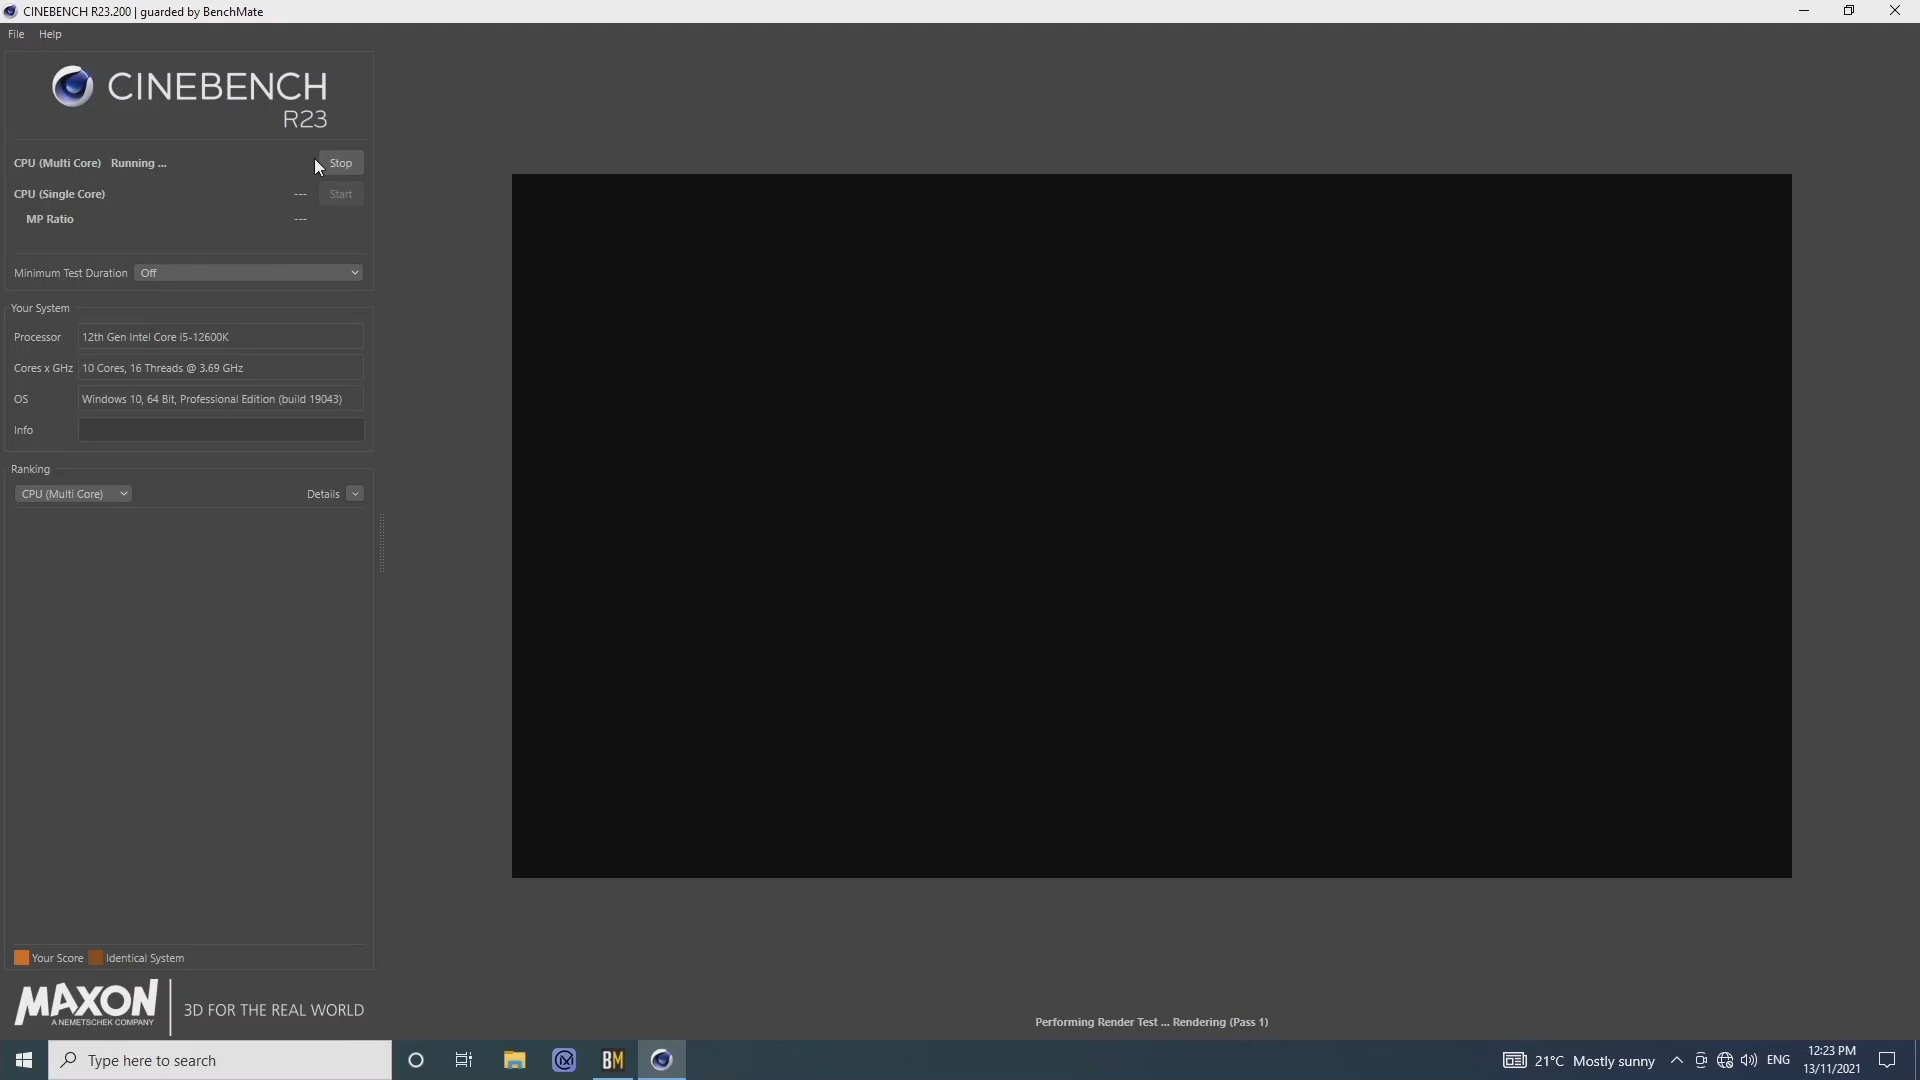 CINEBENCH R23.200 | guarded by BenchMate
File Help
CINEBENCH
R23
CPU (Multi Core) Running ... Stop
CPU (Single Core) --- Start
MP Ratio ---
Minimum Test Duration Off
Your System
Processor 12th Gen Intel Core i5-12600K
Cores x GHz 10 Cores, 16 Threads @ 3.69 GHz
OS Windows 10, 64 Bit, Professional Edition (build 19043)
Info
Ranking
CPU (Multi Core) Details
Your Score Identical System
MAXON
A NEMETSCHEK COMPANY
3D FOR THE REAL WORLD
Performing Render Test ... Rendering (Pass 1)
Type here to search
BM
21°C Mostly sunny
ENG
12:23 PM
13/11/2021